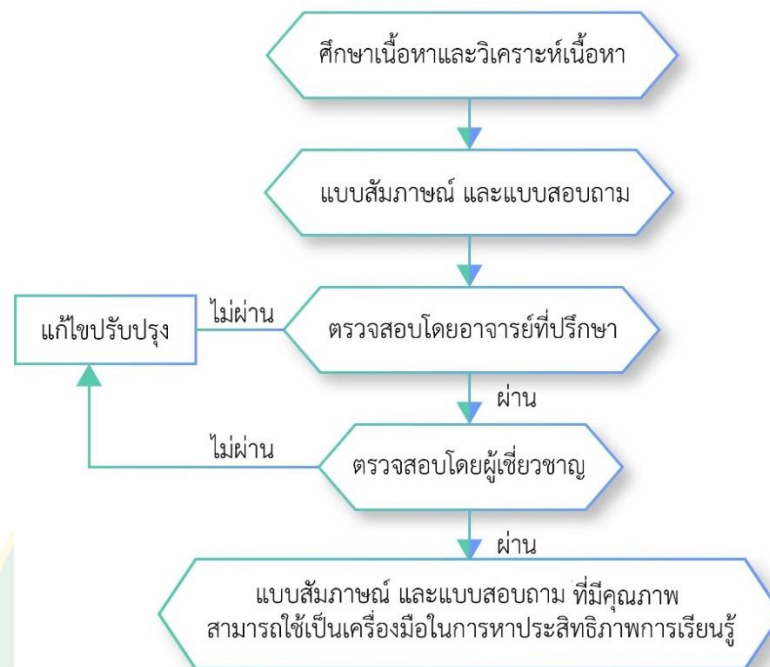 ศึกษาเนื้อหาและวิเคราะห์เนื้อหา
แบบสัมภาษณ์ และแบบสอบถาม
ไม่ผ่าน
แก้ไขปรับปรุง
ตรวจสอบโดยอาจารย์ที่ปรึกษา
ผ่าน
ไม่ผ่าน
ตรวจสอบโดยผู้เชี่ยวชาญ
ผ่าน
แบบสัมภาษณ์ และแบบสอบถาม ที่มีคุณภาพ
สามารถใช้เป็นเครื่องมือในการหาประสิทธิภาพการเรียนรู้